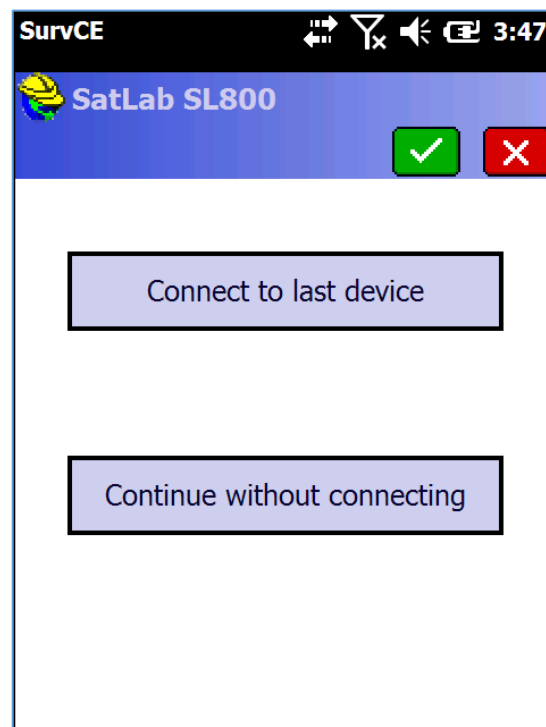 SurvCE 3:47
SatLab SL800
Connect to last device
Continue without connecting